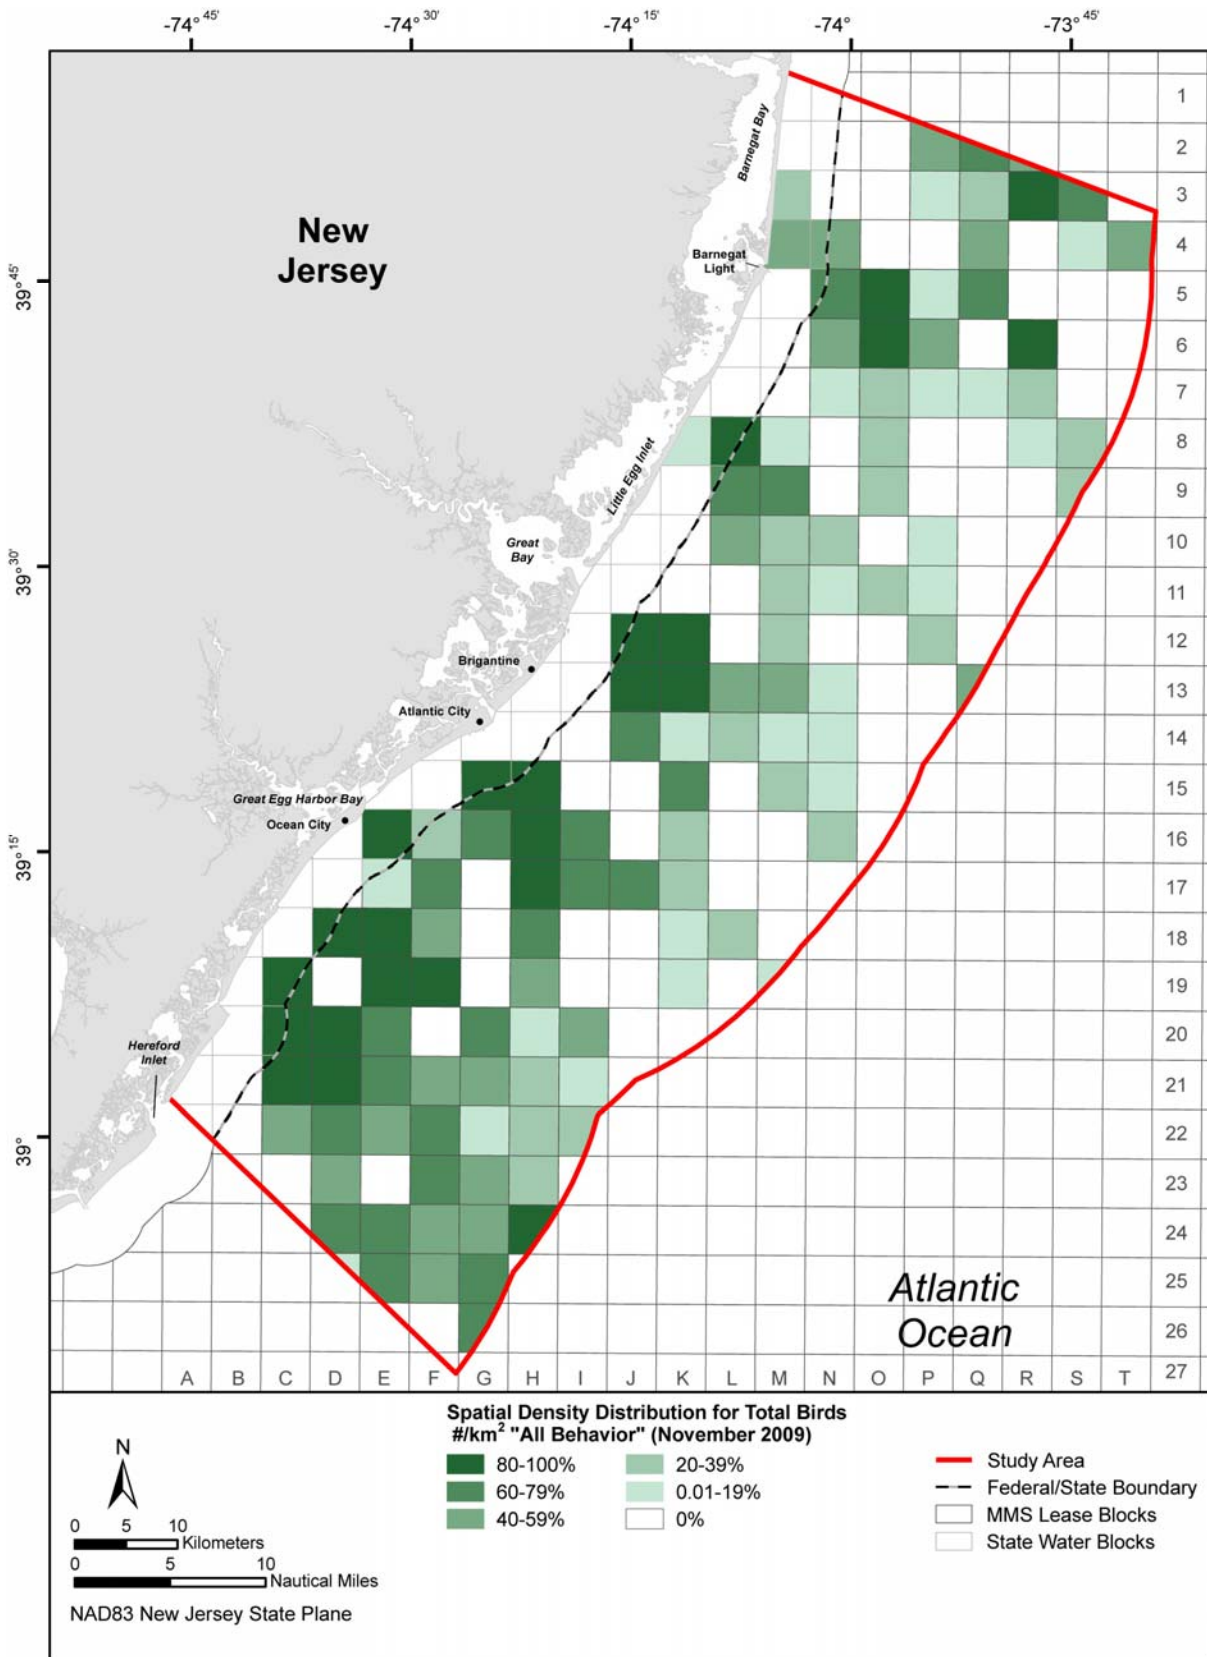 -74° 45'
-74° 30'
-74° 15'
-74°
-73° 45'
39° 45'
39° 30'
39° 15'
39°
Barnegat Bay
New
Jersey
Barnegat
Light
Little Egg Inlet
Great
Bay
Brigantine
Atlantic City
Great Egg Harbor Bay
Ocean City
Hereford
Inlet
Atlantic
Ocean
1
2
3
4
5
6
7
8
9
10
11
12
13
14
15
16
17
18
19
20
21
22
23
24
25
26
27
A B C D E F G H I J K L M N O P Q R S T
Spatial Density Distribution for Total Birds
#/km² "All Behavior" (November 2009)
80-100%
60-79%
40-59%
20-39%
0.01-19%
0%
Study Area
Federal/State Boundary
MMS Lease Blocks
State Water Blocks
N
0 5 10
Kilometers
0 5 10
Nautical Miles
NAD83 New Jersey State Plane